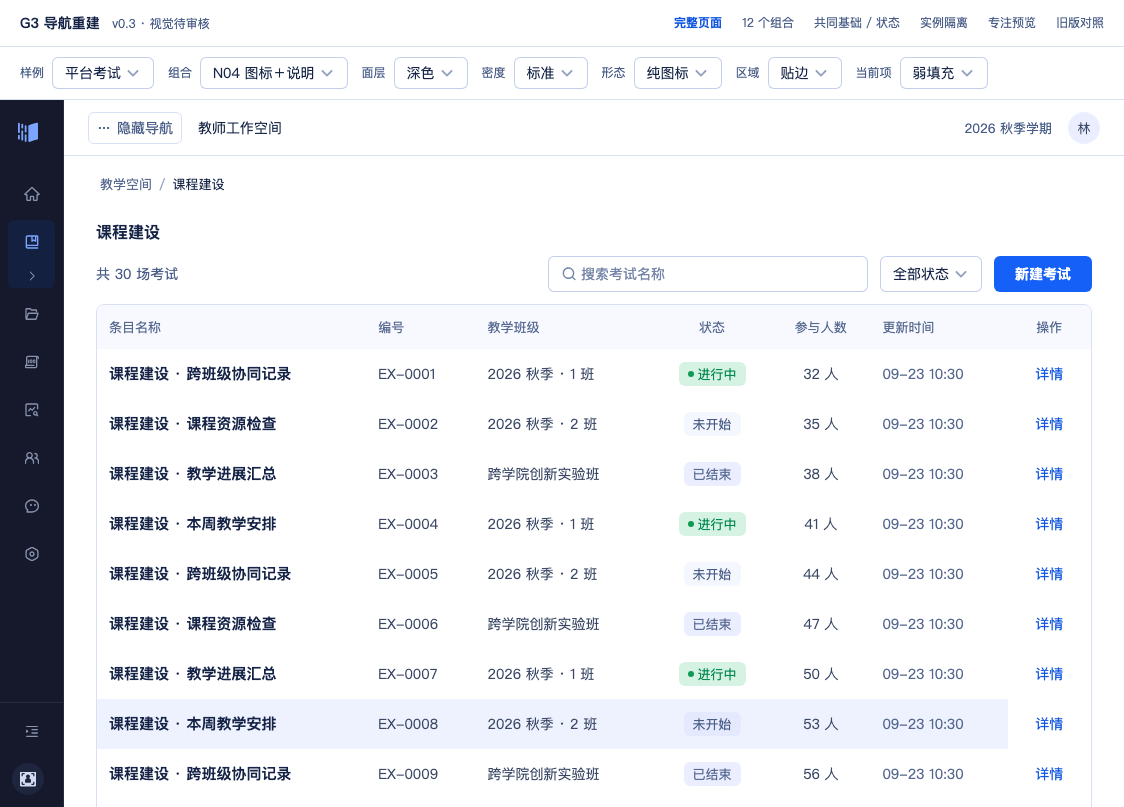 G3 导航重建 v0.3 · 视觉待审核 完整页面 12 个组合 共同基础 / 状态 实例隔离 专注预览 旧版对照
样例 平台考试 组合 N04 图标＋说明 面层 深色 密度 标准 形态 纯图标 区域 贴边 当前项 弱填充
··· 隐藏导航 教师工作空间 2026 秋季学期 林
教学空间 / 课程建设
课程建设
共 30 场考试 搜索考试名称 全部状态 新建考试
条目名称 编号 教学班级 状态 参与人数 更新时间 操作
课程建设 · 跨班级协同记录 EX-0001 2026 秋季 · 1 班 进行中 32 人 09-23 10:30 详情
课程建设 · 课程资源检查 EX-0002 2026 秋季 · 2 班 未开始 35 人 09-23 10:30 详情
课程建设 · 教学进展汇总 EX-0003 跨学院创新实验班 已结束 38 人 09-23 10:30 详情
课程建设 · 本周教学安排 EX-0004 2026 秋季 · 1 班 进行中 41 人 09-23 10:30 详情
课程建设 · 跨班级协同记录 EX-0005 2026 秋季 · 2 班 未开始 44 人 09-23 10:30 详情
课程建设 · 课程资源检查 EX-0006 跨学院创新实验班 已结束 47 人 09-23 10:30 详情
课程建设 · 教学进展汇总 EX-0007 2026 秋季 · 1 班 进行中 50 人 09-23 10:30 详情
课程建设 · 本周教学安排 EX-0008 2026 秋季 · 2 班 未开始 53 人 09-23 10:30 详情
课程建设 · 跨班级协同记录 EX-0009 跨学院创新实验班 已结束 56 人 09-23 10:30 详情